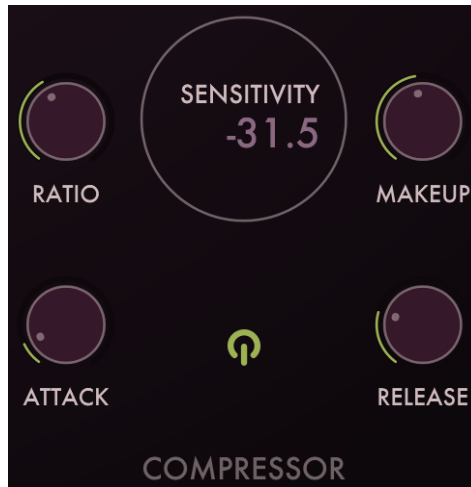 SENSITIVITY
-31.5
RATIO
MAKEUP
ATTACK
RELEASE
COMPRESSOR